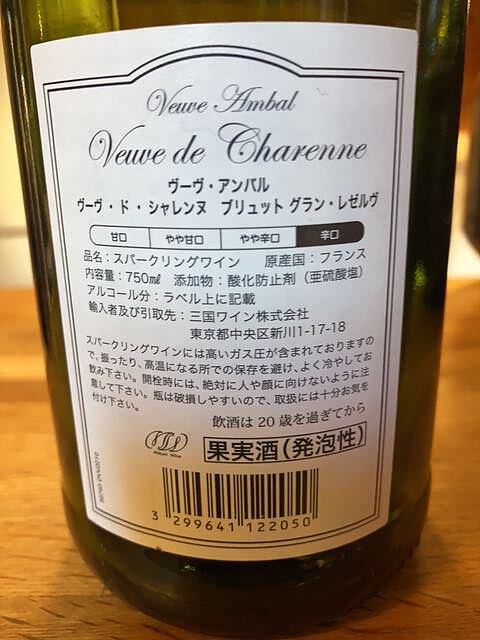 Veuve Ambal
Veuve de Charenne
ヴーヴ・アンバル
ヴーヴ・ド・シャレンヌ ブリュット グラン・レゼルヴ
甘口 やや甘口 やや辛口 辛口
品名：スパークリングワイン 原産国：フランス
内容量：750㎖ 添加物：酸化防止剤（亜硫酸塩）
アルコール分：ラベル上に記載
輸入者及び引取先：三国ワイン株式会社
東京都中央区新川1-17-18
スパークリングワインには高いガス圧が含まれておりますの
で、振ったり、高温になる所での保存を避け、よく冷やしてお
飲み下さい。開栓時には、絶対に人や顔に向けないように注
意して下さい。瓶は破損しやすいので、取扱には十分お気を
付け下さい。
飲酒は20歳を過ぎてから
果実酒（発泡性）
3 299641 122050